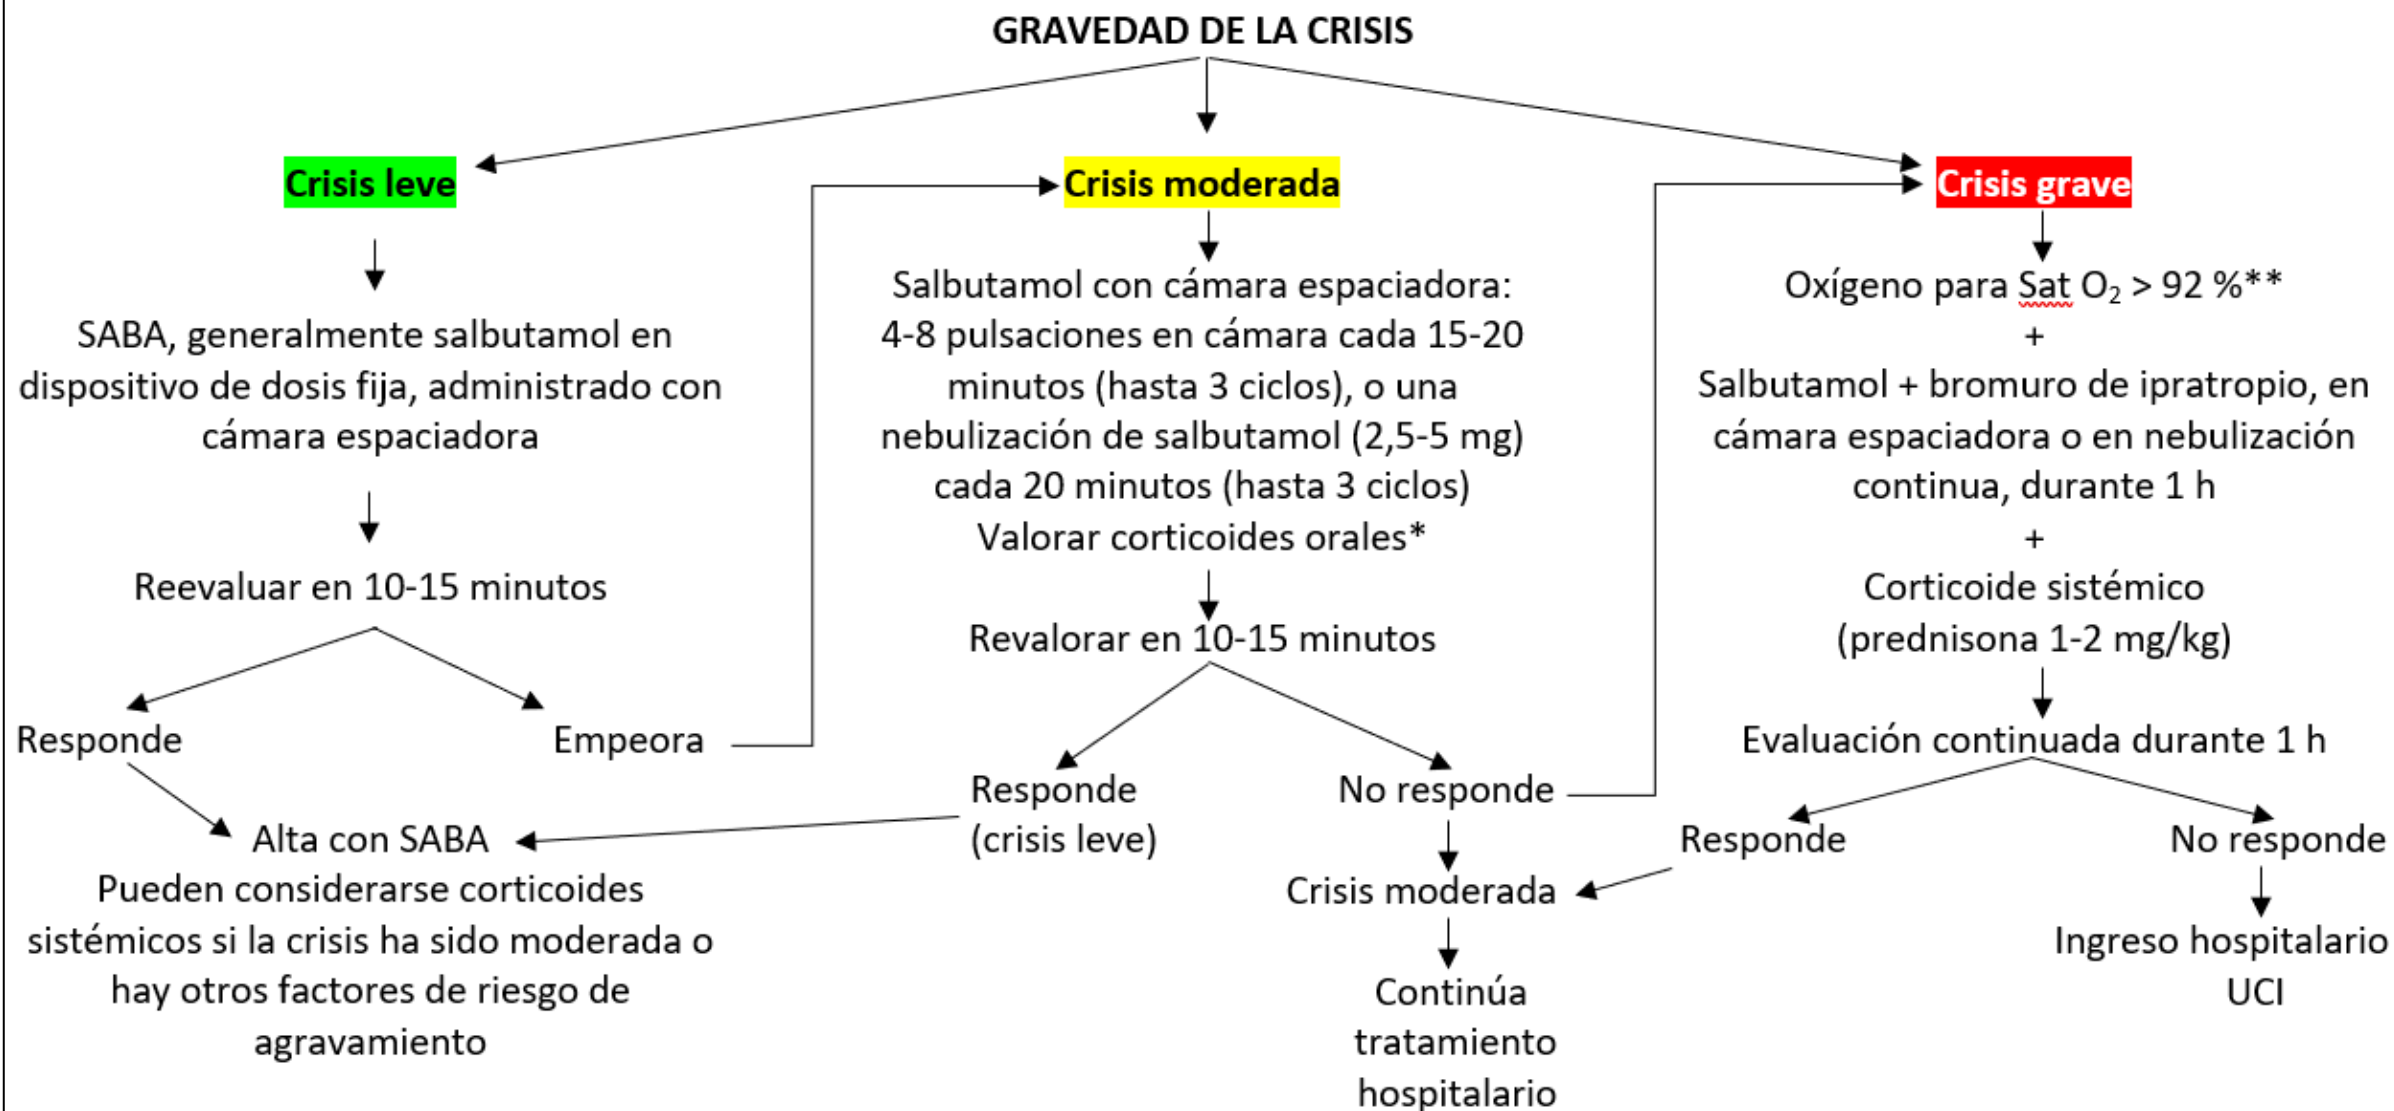 GRAVEDAD DE LA CRISIS
Crisis leve
SABA, generalmente salbutamol en
dispositivo de dosis fija, administrado con
cámara espaciadora
Reevaluar en 10-15 minutos
Responde
Empeora
Alta con SABA
Pueden considerarse corticoides
sistémicos si la crisis ha sido moderada o
hay otros factores de riesgo de
agravamiento
Crisis moderada
Salbutamol con cámara espaciadora:
4-8 pulsaciones en cámara cada 15-20
minutos (hasta 3 ciclos), o una
nebulización de salbutamol (2,5-5 mg)
cada 20 minutos (hasta 3 ciclos)
Valorar corticoides orales*
Revalorar en 10-15 minutos
Responde
(crisis leve)
No responde
Crisis moderada
Continúa
tratamiento
hospitalario
Crisis grave
Oxígeno para Sat O₂ > 92 %**
+
Salbutamol + bromuro de ipratropio, en
cámara espaciadora o en nebulización
continua, durante 1 h
+
Corticoide sistémico
(prednisona 1-2 mg/kg)
Evaluación continuada durante 1 h
Responde
No responde
Ingreso hospitalario
UCI